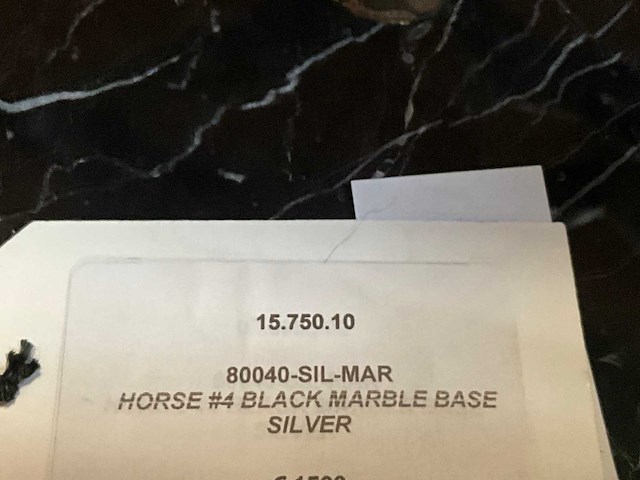 15.750.10
80040-SIL-MAR
HORSE #4 BLACK MARBLE BASE
SILVER